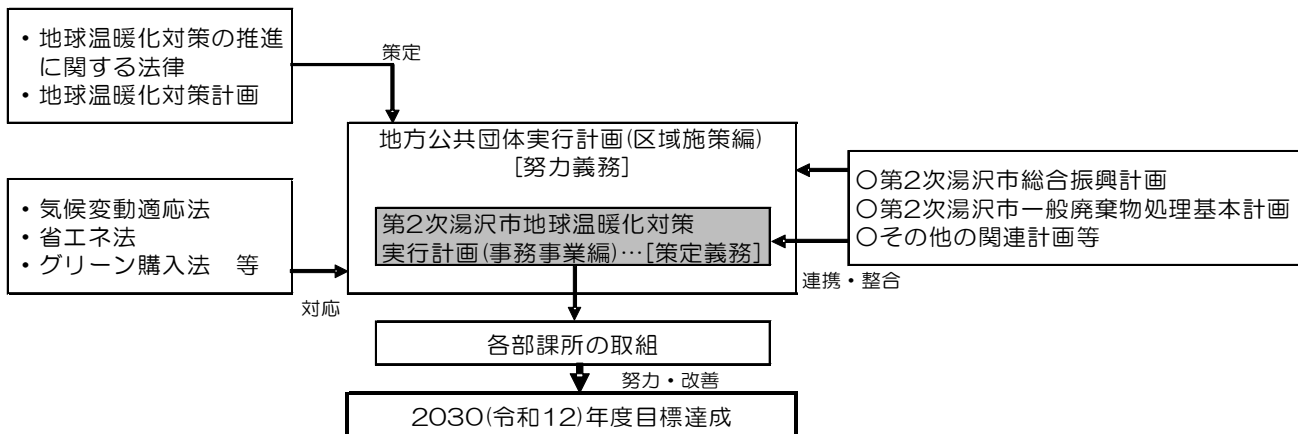 ・地球温暖化対策の推進
に関する法律
・地球温暖化対策計画
策定
地方公共団体実行計画(区域施策編)
[努力義務]
第2次湯沢市地球温暖化対策
実行計画(事務事業編)…[策定義務]
・気候変動適応法
・省エネ法
・グリーン購入法　等
対応
〇第2次湯沢市総合振興計画
〇第2次湯沢市一般廃棄物処理基本計画
〇その他の関連計画等
連携・整合
各部課所の取組
努力・改善
2030(令和12)年度目標達成